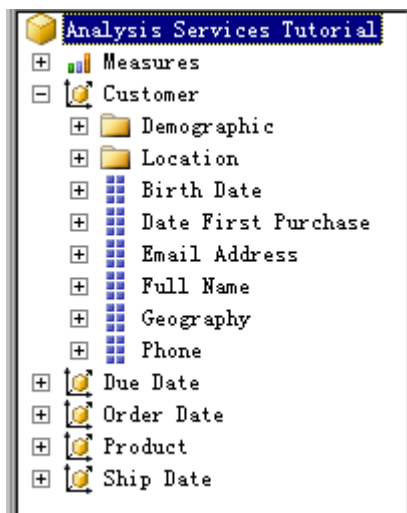 Analysis Services Tutorial
Measures
Customer
Demographic
Location
Birth Date
Date First Purchase
Email Address
Full Name
Geography
Phone
Due Date
Order Date
Product
Ship Date